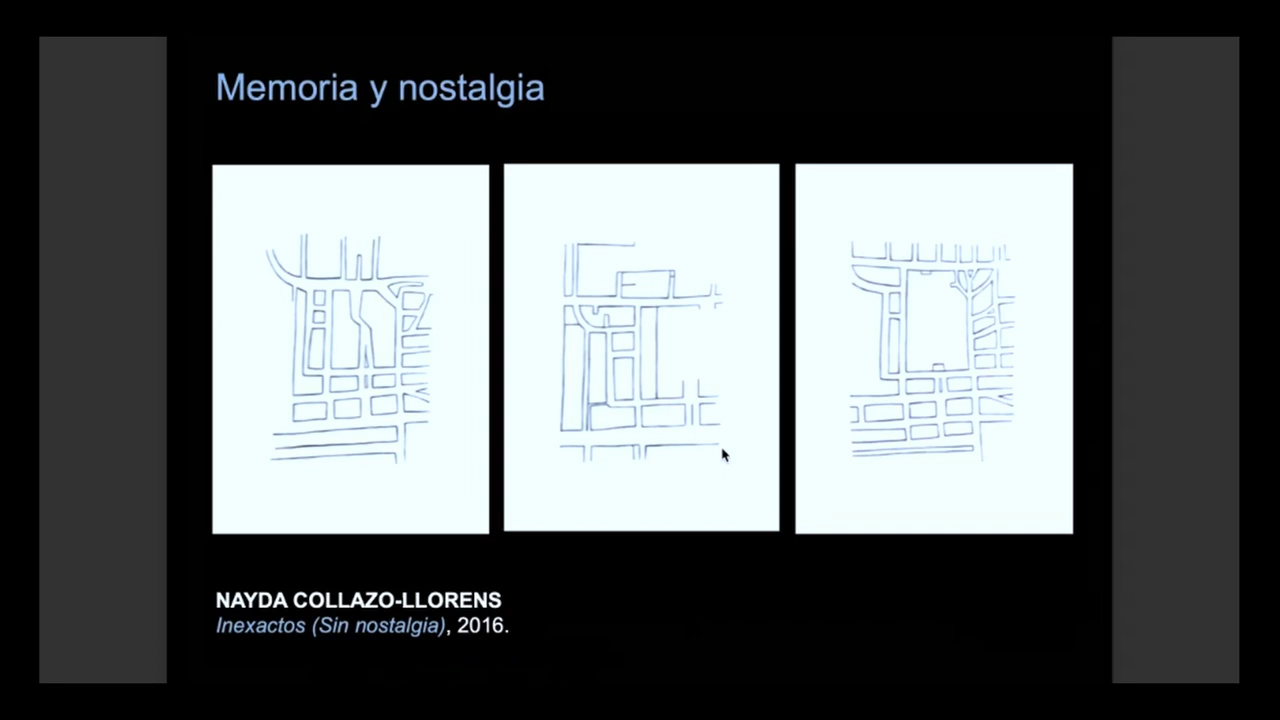 Memoria y nostalgia
NAYDA COLLAZO-LLORENS
Inexactos (Sin nostalgia), 2016.